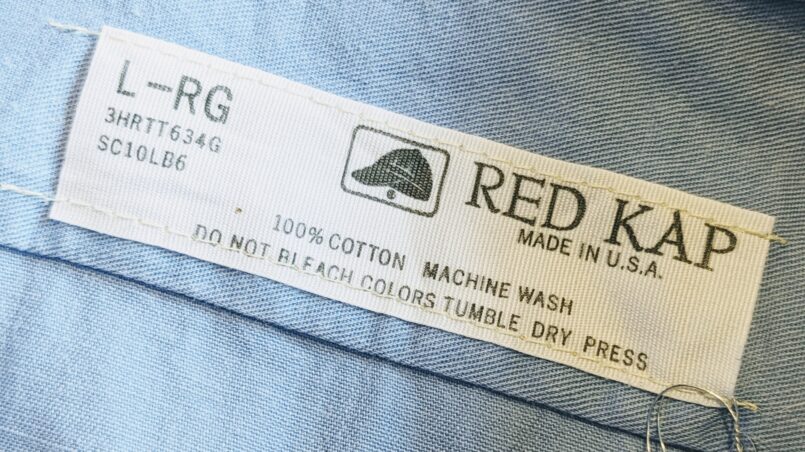 L-RG
3HRTT634G
SC10LB6
RED KAP
MADE IN U.S.A.
100% COTTON MACHINE WASH
DO NOT BLEACH COLORS TUMBLE DRY PRESS